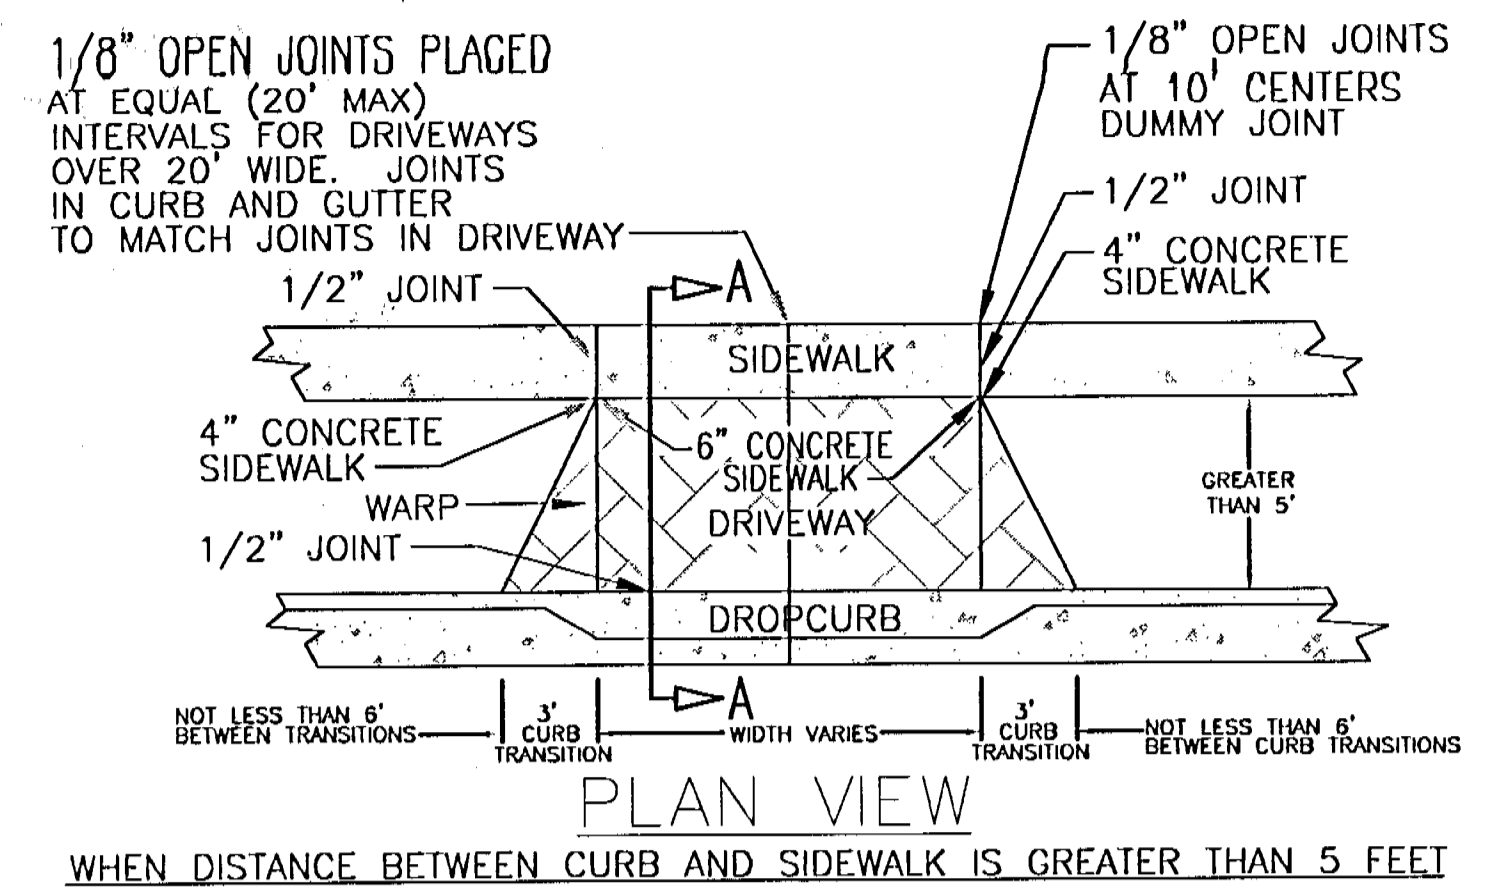 1/8" OPEN JOINTS PLACED
AT EQUAL (20' MAX)
INTERVALS FOR DRIVEWAYS
OVER 20' WIDE. JOINTS
IN CURB AND GUTTER
TO MATCH JOINTS IN DRIVEWAY
1/8" OPEN JOINTS
AT 10' CENTERS
DUMMY JOINT
1/2" JOINT
4" CONCRETE
SIDEWALK
1/2" JOINT
A
SIDEWALK
4" CONCRETE
SIDEWALK
6" CONCRETE
SIDEWALK
WARP
DRIVEWAY
1/2" JOINT
GREATER
THAN 5'
DROPCURB
A
NOT LESS THAN 6'
BETWEEN TRANSITIONS
3'
CURB
TRANSITION
WIDTH VARIES
3'
CURB
TRANSITION
NOT LESS THAN 6'
BETWEEN CURB TRANSITIONS
PLAN VIEW
WHEN DISTANCE BETWEEN CURB AND SIDEWALK IS GREATER THAN 5 FEET